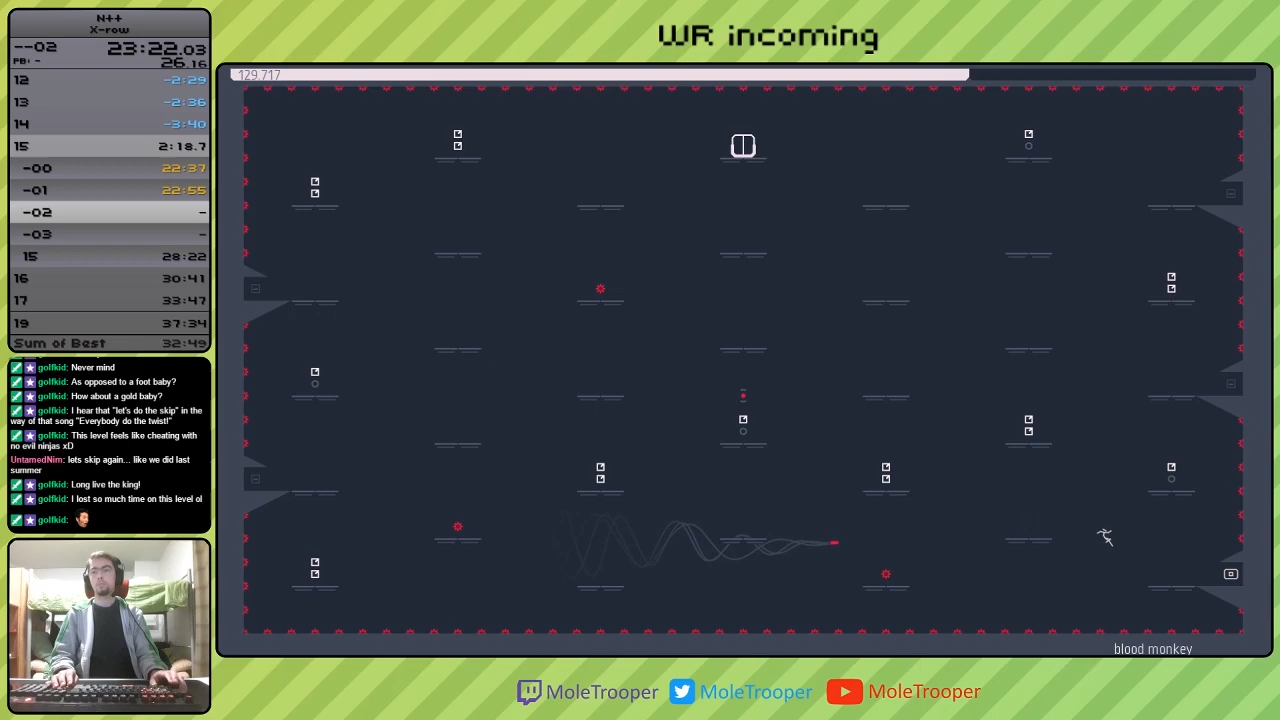 WR incoming
N++
X-row
--02 23:22.03
PB: - 26.16
12 -2:29
13 -2:36
14 -3:40
15 2:18.7
-00 22:37
-01 22:55
-02 -
-03 -
15 28:22
16 30:41
17 33:47
19 37:34
Sum of Best 32:49
golfkid: Never mind
golfkid: As opposed to a foot baby?
golfkid: How about a gold baby?
golfkid: I hear that "let's do the skip" in the
way of that song "Everybody do the twist!"
golfkid: This level feels like cheating with
no evil ninjas xD
UntamedNim: lets skip again... like we did last
summer
golfkid: Long live the king!
golfkid: I lost so much time on this level ol
golfkid:
129.717
blood monkey
MoleTrooper MoleTrooper MoleTrooper